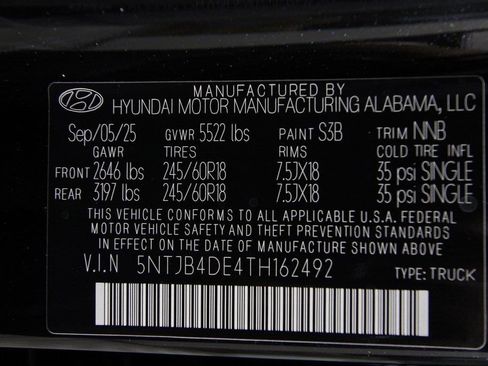 MANUFACTURED BY
HYUNDAI MOTOR MANUFACTURING ALABAMA, LLC
Sep/05/25 GVWR 5522 lbs PAINT S3B TRIM NNB
GAWR TIRES RIMS COLD TIRE INFL
FRONT 2646 lbs 245/60R18 7.5JX18 35 psi SINGLE
REAR 3197 lbs 245/60R18 7.5JX18 35 psi SINGLE
THIS VEHICLE CONFORMS TO ALL APPLICABLE U.S.A. FEDERAL
MOTOR VEHICLE SAFETY AND THEFT PREVENTION STANDARDS
IN EFFECT ON THE DATE OF MANUFACTURE SHOWN ABOVE.
V.I.N 5NTJB4DE4TH162492 TYPE: TRUCK